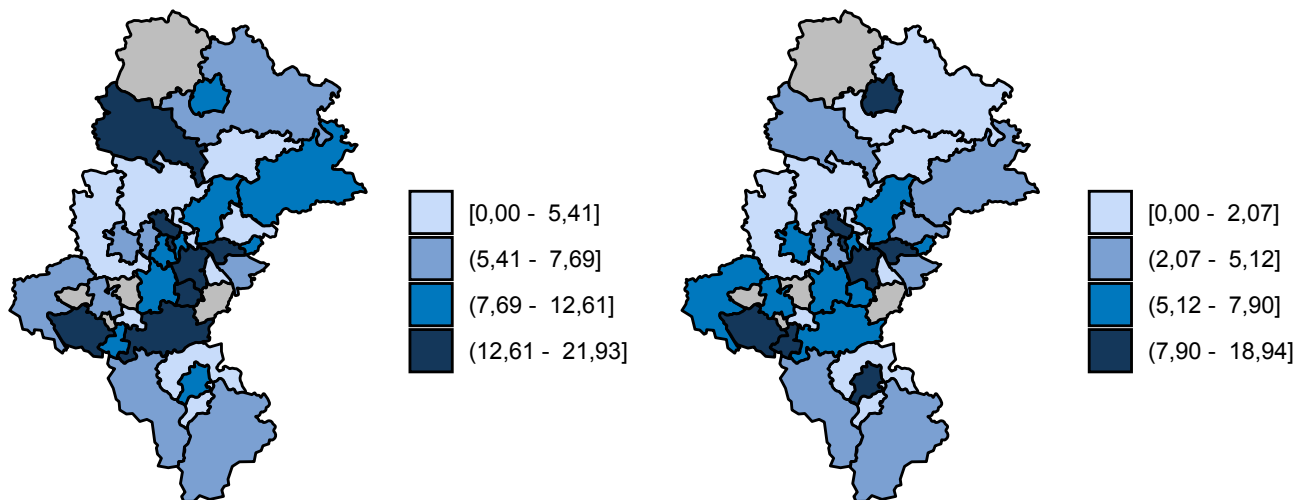 [0,00 - 5,41]
(5,41 - 7,69]
(7,69 - 12,61]
(12,61 - 21,93]
[0,00 - 2,07]
(2,07 - 5,12]
(5,12 - 7,90]
(7,90 - 18,94]